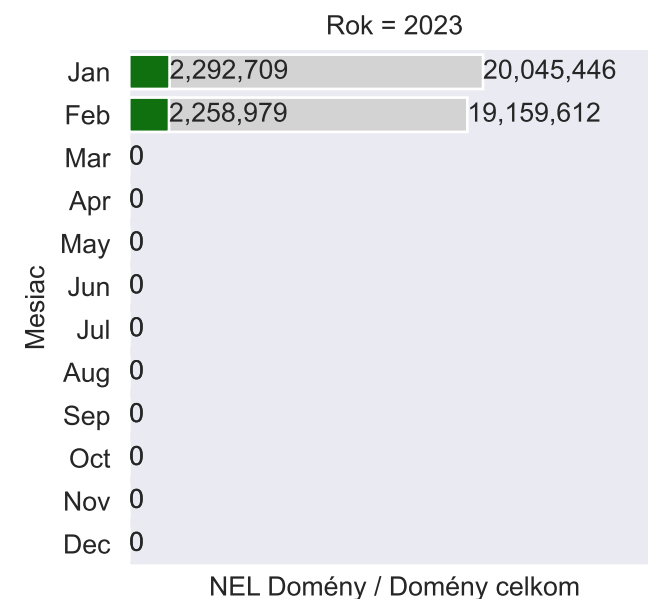 Rok = 2023
Jan 2,292,709 20,045,446
Feb 2,258,979 19,159,612
Mar 0
Apr 0
May 0
Jun 0
Jul 0
Aug 0
Sep 0
Oct 0
Nov 0
Dec 0
Mesiac
NEL Domény / Domény celkom